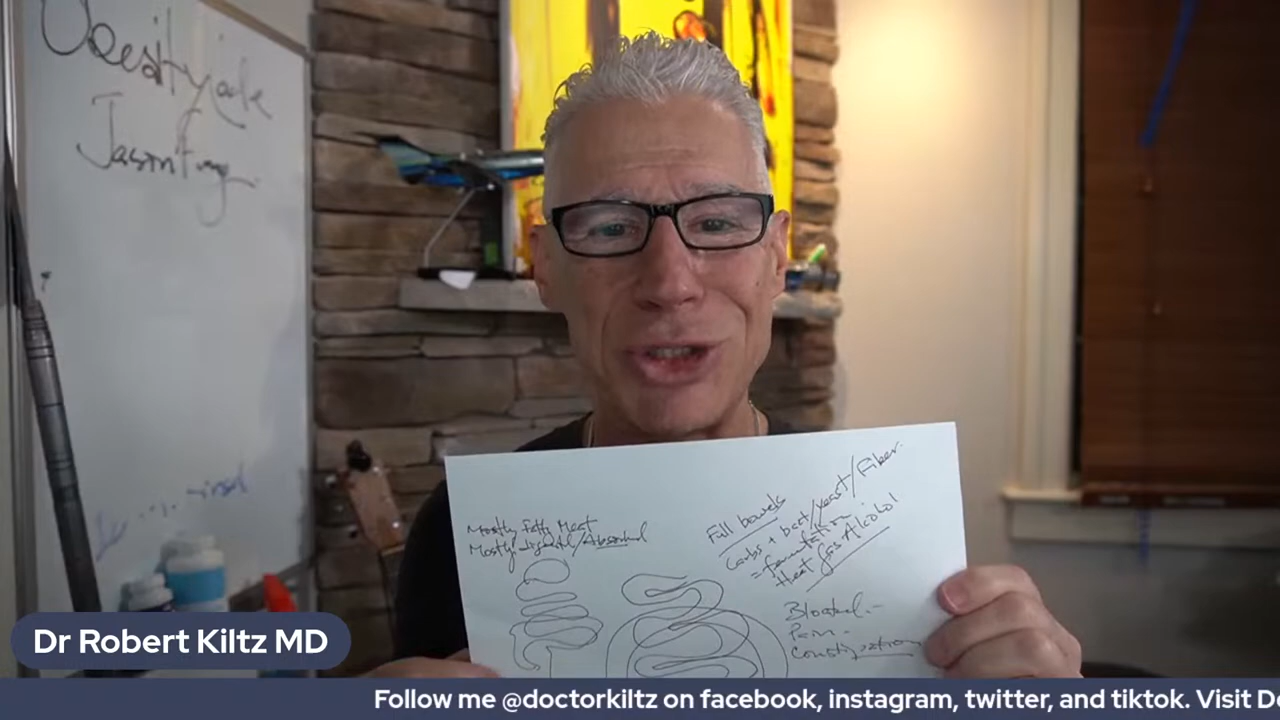 Obesity Code
Jason Fung
Mostly Fatty Meat
Mostly digested/Absorbed
Full bowels
Carbs + bact/yeast/Fiber
= fermentation
Heat gas Alcohol
Bloated -
Pain -
Constipation
Dr Robert Kiltz MD
Follow me @doctorkiltz on facebook, instagram, twitter, and tiktok. Visit D